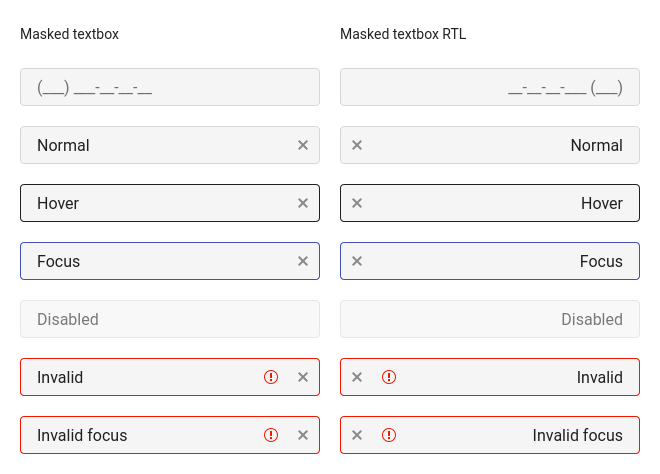 Masked textbox
(___) ___-__-__-__
Normal
Hover
Focus
Disabled
Invalid
Invalid focus
Masked textbox RTL
__-__-__-___ (___)
Normal
Hover
Focus
Disabled
Invalid
Invalid focus